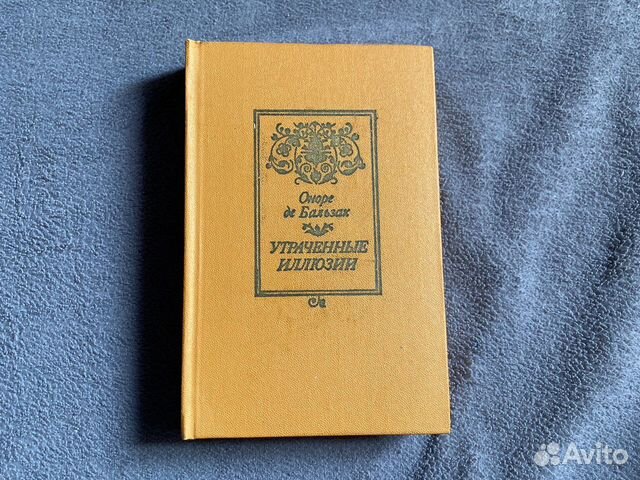 Оноре
де Бальзак
УТРАЧЕННЫЕ
ИЛЛЮЗИИ
Avito